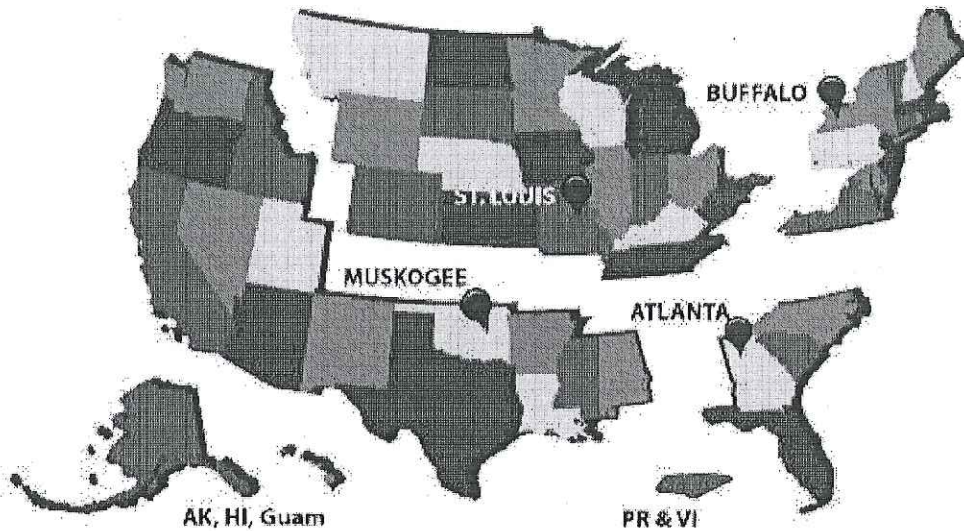 BUFFALO
ST. LOUIS
MUSKOGEE
ATLANTA
AK, HI, Guam
PR & VI